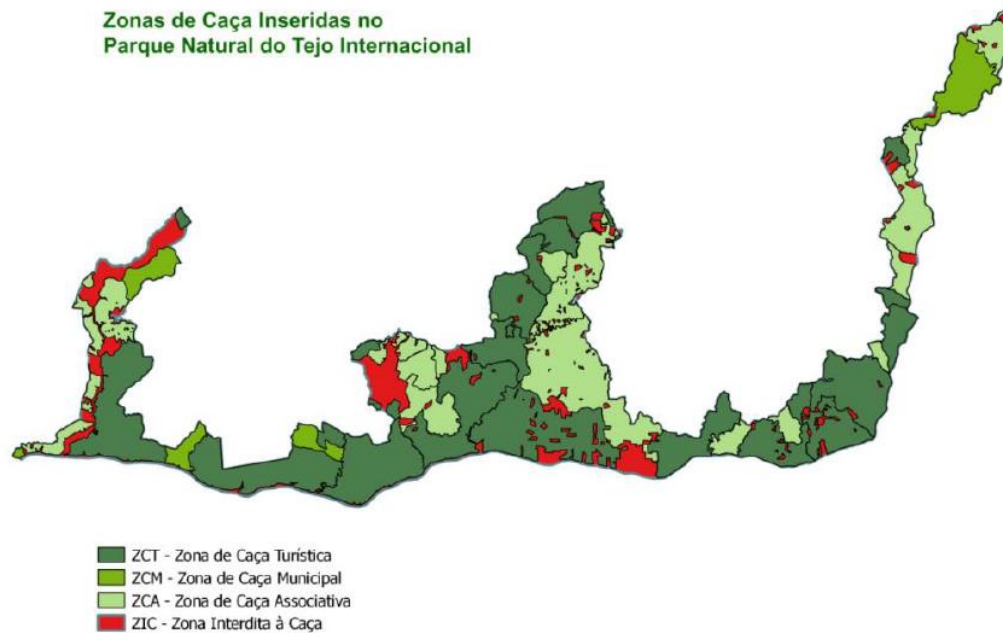 Zonas de Caça Inseridas no
Parque Natural do Tejo Internacional
ZCT - Zona de Caça Turística
ZCM - Zona de Caça Municipal
ZCA - Zona de Caça Associativa
ZIC - Zona Interdita à Caça